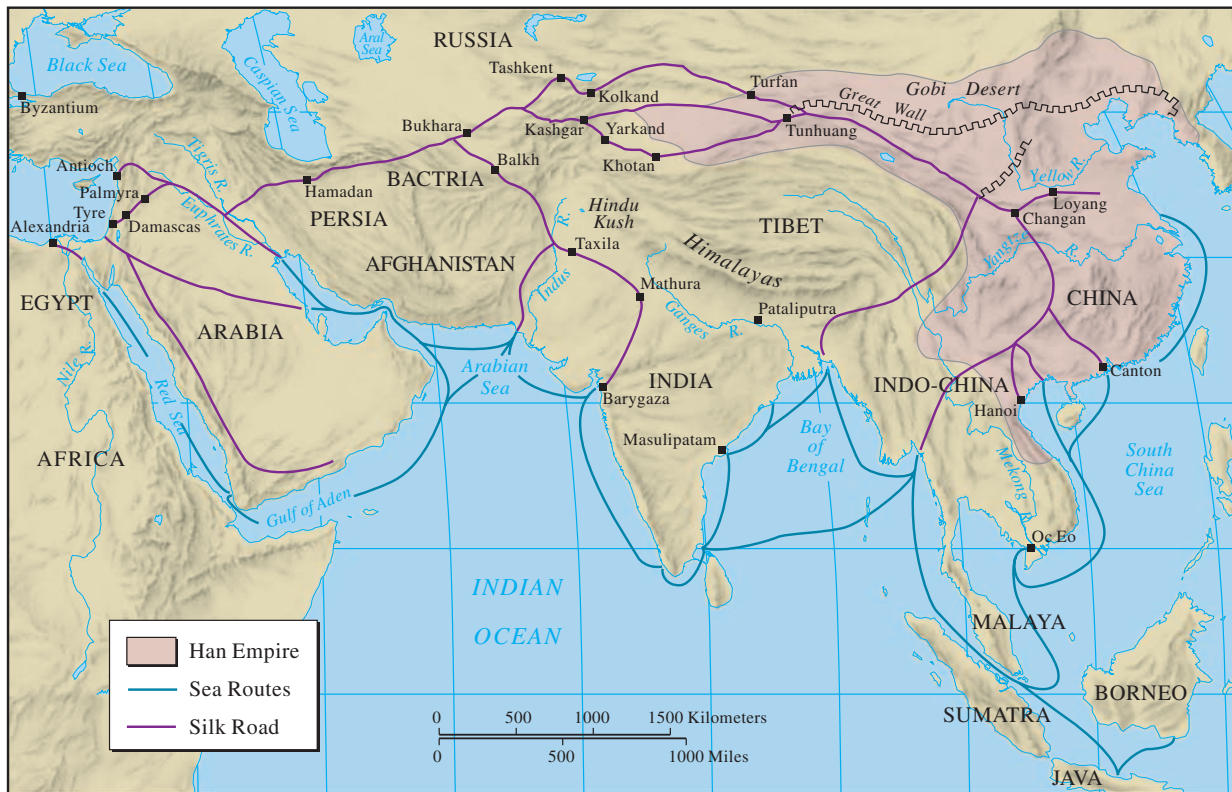 RUSSIA
Aral
Sea
Black Sea
Caspian Sea
Tashkent
Turfan
Gobi Desert
Great Wall
Byzantium
Kolkand
Bukhara
Kashgar
Yarkand
Tunhuang
Khotan
Balkh
BACTRIA
Antioch
Tigris R.
Palmyra
Hamadan
Tyre
Damascas
Euphrates R.
PERSIA
Alexandria
Hindu
Kush
TIBET
Yellow R.
Loyang
Changan
Taxila
AFGHANISTAN
Indus R.
Himalayas
Yangtze R.
EGYPT
Mathura
CHINA
ARABIA
Ganges R.
Pataliputra
Nile R.
Red Sea
Arabian
Sea
INDIA
INDO-CHINA
Canton
Barygaza
Hanoi
Masulipatam
Bay
of
Bengal
AFRICA
South
China
Sea
Mekong R.
Gulf of Aden
Oc Eo
INDIAN
OCEAN
MALAYA
BORNEO
SUMATRA
JAVA
Han Empire
Sea Routes
Silk Road
0 500 1000 1500 Kilometers
0 500 1000 Miles